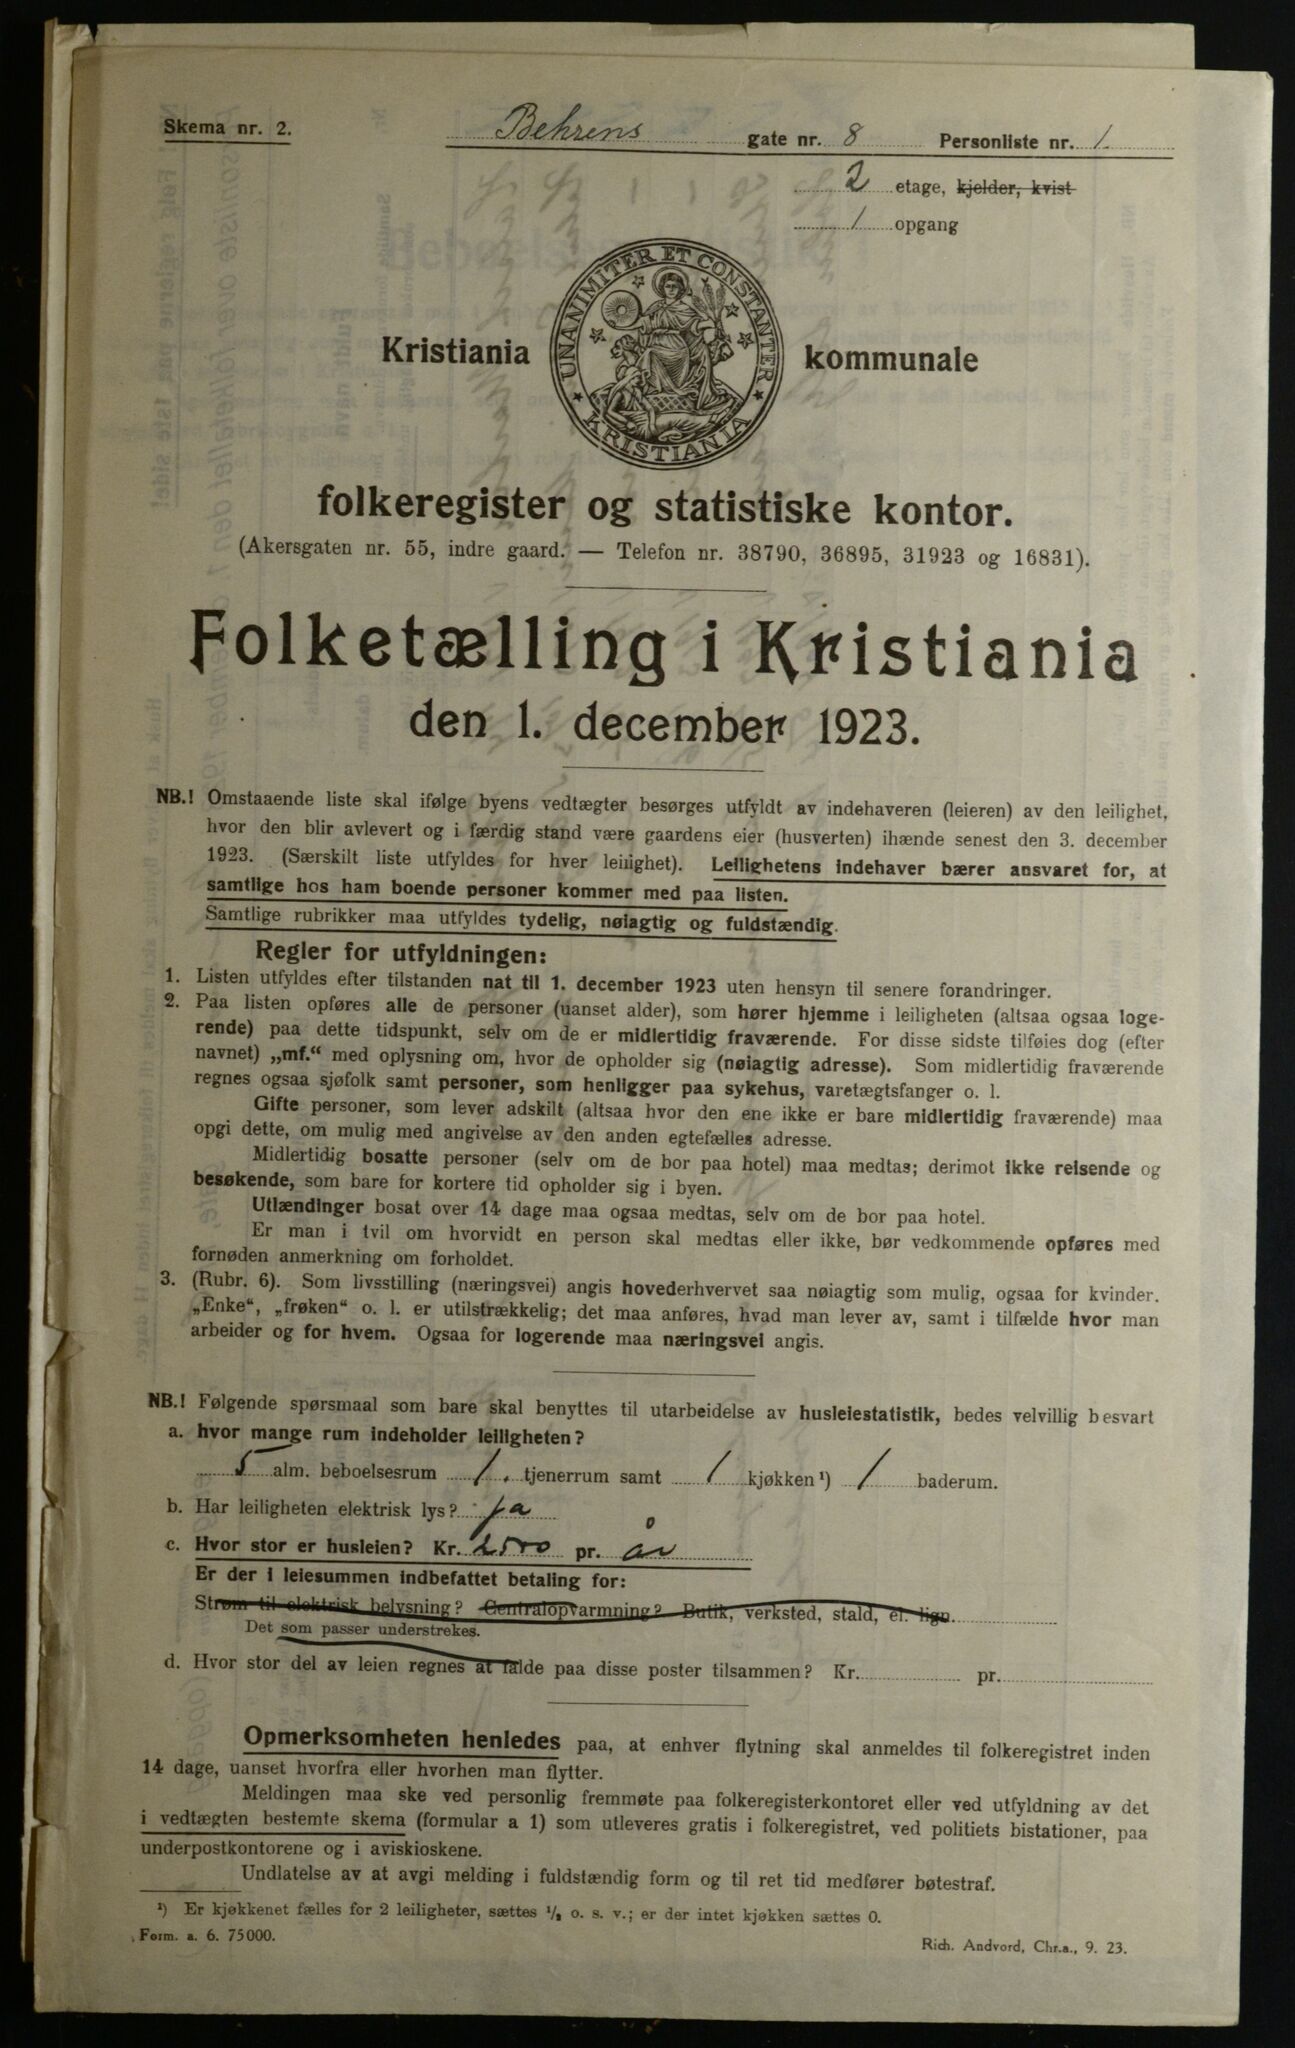 Skema nr. 2.
Behrens gate nr. 8 Personliste nr. 1
2 etage, kjelder, kvist
1 opgang
UNANIMITER ET CONSTANTER
KRISTIANIA
Kristiania kommunale
folkeregister og statistiske kontor.
(Akersgaten nr. 55, indre gaard. — Telefon nr. 38790, 36895, 31923 og 16831).
Folketælling i Kristiania
den 1. december 1923.
NB.! Omstaaende liste skal ifølge byens vedtægter besørges utfyldt av indehaveren (leieren) av den leilighet,
hvor den blir avlevert og i færdig stand være gaardens eier (husverten) ihænde senest den 3. december
1923. (Særskilt liste utfyldes for hver leilighet). Leilighetens indehaver bærer ansvaret for, at
samtlige hos ham boende personer kommer med paa listen.
Samtlige rubrikker maa utfyldes tydelig, nøiagtig og fuldstændig.
Regler for utfyldningen:
1. Listen utfyldes efter tilstanden nat til 1. december 1923 uten hensyn til senere forandringer.
2. Paa listen opføres alle de personer (uanset alder), som hører hjemme i leiligheten (altsaa ogsaa loge-
rende) paa dette tidspunkt, selv om de er midlertidig fraværende. For disse sidste tilføies dog (efter
navnet) „mf.“ med oplysning om, hvor de opholder sig (nøiagtig adresse). Som midlertidig fraværende
regnes ogsaa sjøfolk samt personer, som henligger paa sykehus, varetægtsfanger o. l.
Gifte personer, som lever adskilt (altsaa hvor den ene ikke er bare midlertidig fraværende) maa
opgi dette, om mulig med angivelse av den anden egtefælles adresse.
Midlertidig bosatte personer (selv om de bor paa hotel) maa medtas; derimot ikke reisende og
besøkende, som bare for kortere tid opholder sig i byen.
Utlændinger bosat over 14 dage maa ogsaa medtas, selv om de bor paa hotel.
Er man i tvil om hvorvidt en person skal medtas eller ikke, bør vedkommende opføres med
fornøden anmerkning om forholdet.
3. (Rubr. 6). Som livsstilling (næringsvei) angis hovederhvervet saa nøiagtig som mulig, ogsaa for kvinder.
„Enke“, „frøken“ o. l. er utilstrækkelig; det maa anføres, hvad man lever av, samt i tilfælde hvor man
arbeider og for hvem. Ogsaa for logerende maa næringsvei angis.
NB.! Følgende spørsmaal som bare skal benyttes til utarbeidelse av husleiestatistik, bedes velvillig besvart
a. hvor mange rum indeholder leiligheten?
5 alm. beboelsesrum 1. tjenerrum samt 1 kjøkken¹) 1 baderum.
b. Har leiligheten elektrisk lys? ja
c. Hvor stor er husleien? Kr. 2500 pr. år
Er der i leiesummen indbefattet betaling for:
Strøm til elektrisk belysning? Centralopvarmning? Butik, verksted, stald, el. lign.
Det som passer understrekes.
d. Hvor stor del av leien regnes at falde paa disse poster tilsammen? Kr. pr.
Opmerksomheten henledes paa, at enhver flytning skal anmeldes til folkeregistret inden
14 dage, uanset hvorfra eller hvorhen man flytter.
Meldingen maa ske ved personlig fremmøte paa folkeregisterkontoret eller ved utfyldning av det
i vedtægten bestemte skema (formular a 1) som utleveres gratis i folkeregistret, ved politiets bistationer, paa
underpostkontorene og i aviskioskene.
Undlatelse av at avgi melding i fuldstændig form og til ret tid medfører bøtestraf.
¹) Er kjøkkenet fælles for 2 leiligheter, sættes ½ o. s. v.; er der intet kjøkken sættes 0.
Form. a. 6. 75000.
Rich. Andvord, Chr.a., 9. 23.